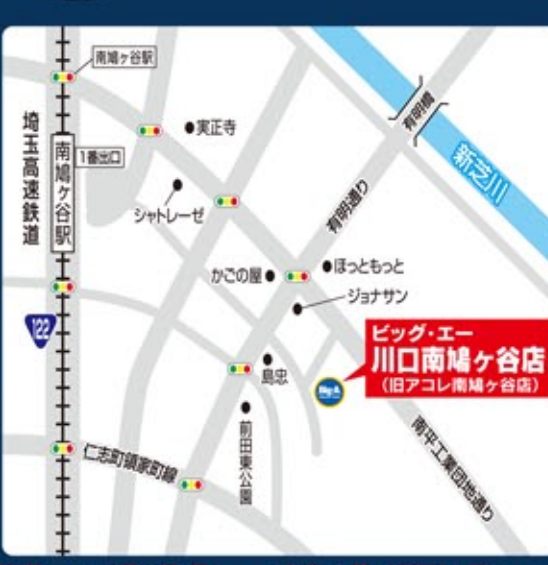 南鳩ヶ谷駅
埼玉高速鉄道
南鳩ヶ谷駅
1番出口
実正寺
シャトレーゼ
有明橋
新芝川
有明通り
かごの屋
ほっともっと
ジョナサン
122
ビッグ・エー
川口南鳩ヶ谷店
(旧アコレ南鳩ヶ谷店)
Big-A
島忠
前田東公園
仁志町領家町線
南平工業団地通り